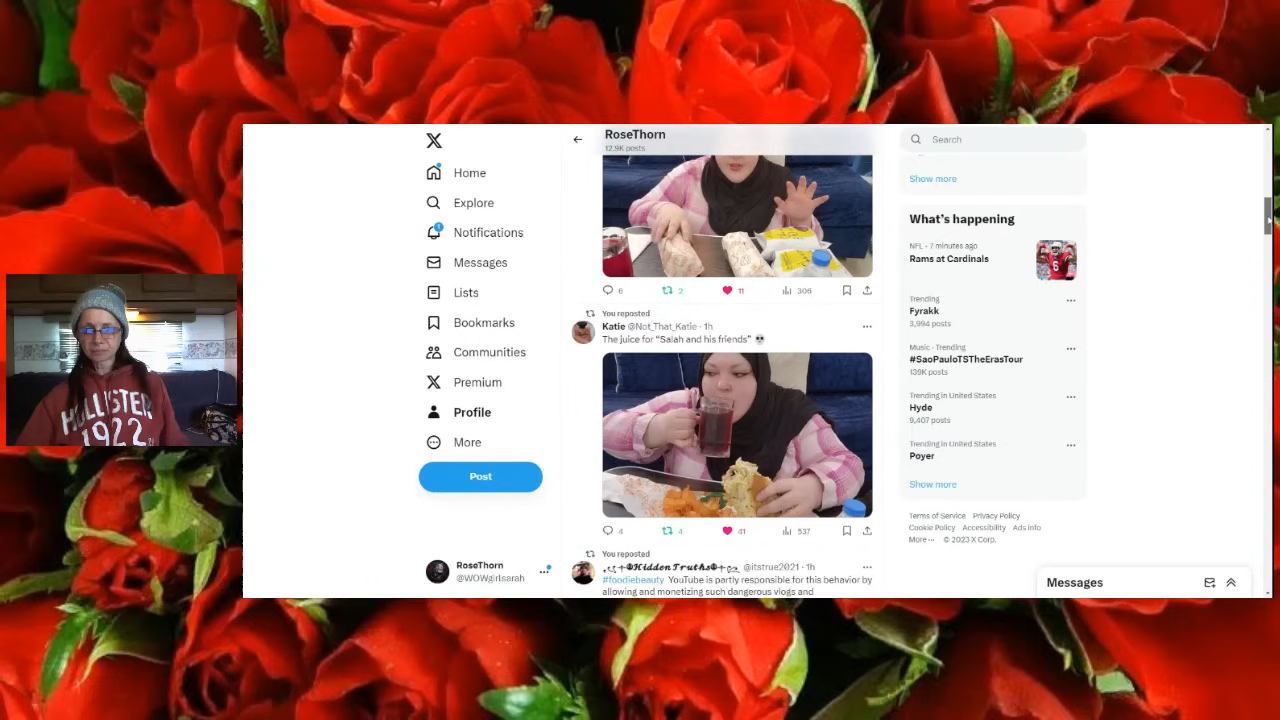 HOLLISTER
1922
X
Home
Explore
1
Notifications
Messages
Lists
Bookmarks
Communities
Premium
Profile
More
Post
RoseThorn
@WOWgirlsarah
RoseThorn
12.9K posts
6
2
11
306
You reposted
Katie @Not_That_Katie · 1h
The juice for "Salah and his friends" 💀
4
4
41
537
You reposted
Hidden Truths @itstrue2021 · 1h
#foodiebeauty YouTube is partly responsible for this behavior by
allowing and monetizing such dangerous vlogs and
Search
Show more
What's happening
NFL · 7 minutes ago
Rams at Cardinals
Trending
Fyrakk
3,994 posts
Music · Trending
#SaoPauloTSTheErasTour
139K posts
Trending in United States
Hyde
9,407 posts
Trending in United States
Poyer
Show more
Terms of Service Privacy Policy
Cookie Policy Accessibility Ads info
More ··· © 2023 X Corp.
Messages